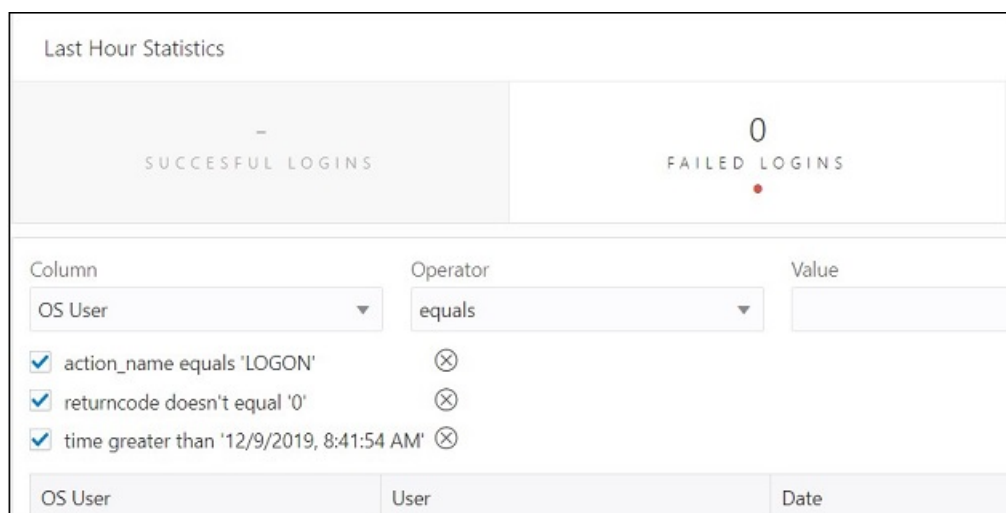 Last Hour Statistics
- 0
SUCCESFUL LOGINS FAILED LOGINS
Column Operator Value
OS User equals
action_name equals 'LOGON'
returncode doesn't equal '0'
time greater than '12/9/2019, 8:41:54 AM'
OS User User Date